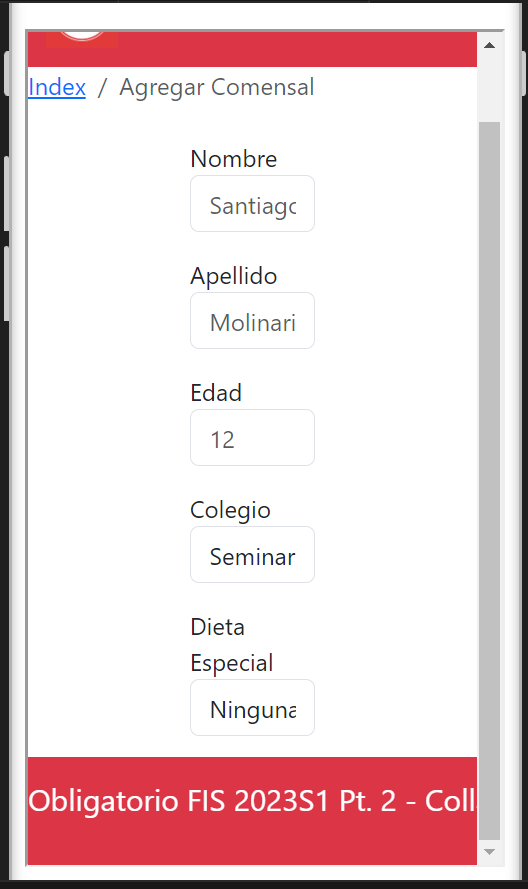 Index / Agregar Comensal
Nombre
Santiago
Apellido
Molinari
Edad
12
Colegio
Seminar
Dieta
Especial
Ninguna
Obligatorio FIS 2023S1 Pt. 2 - Coll